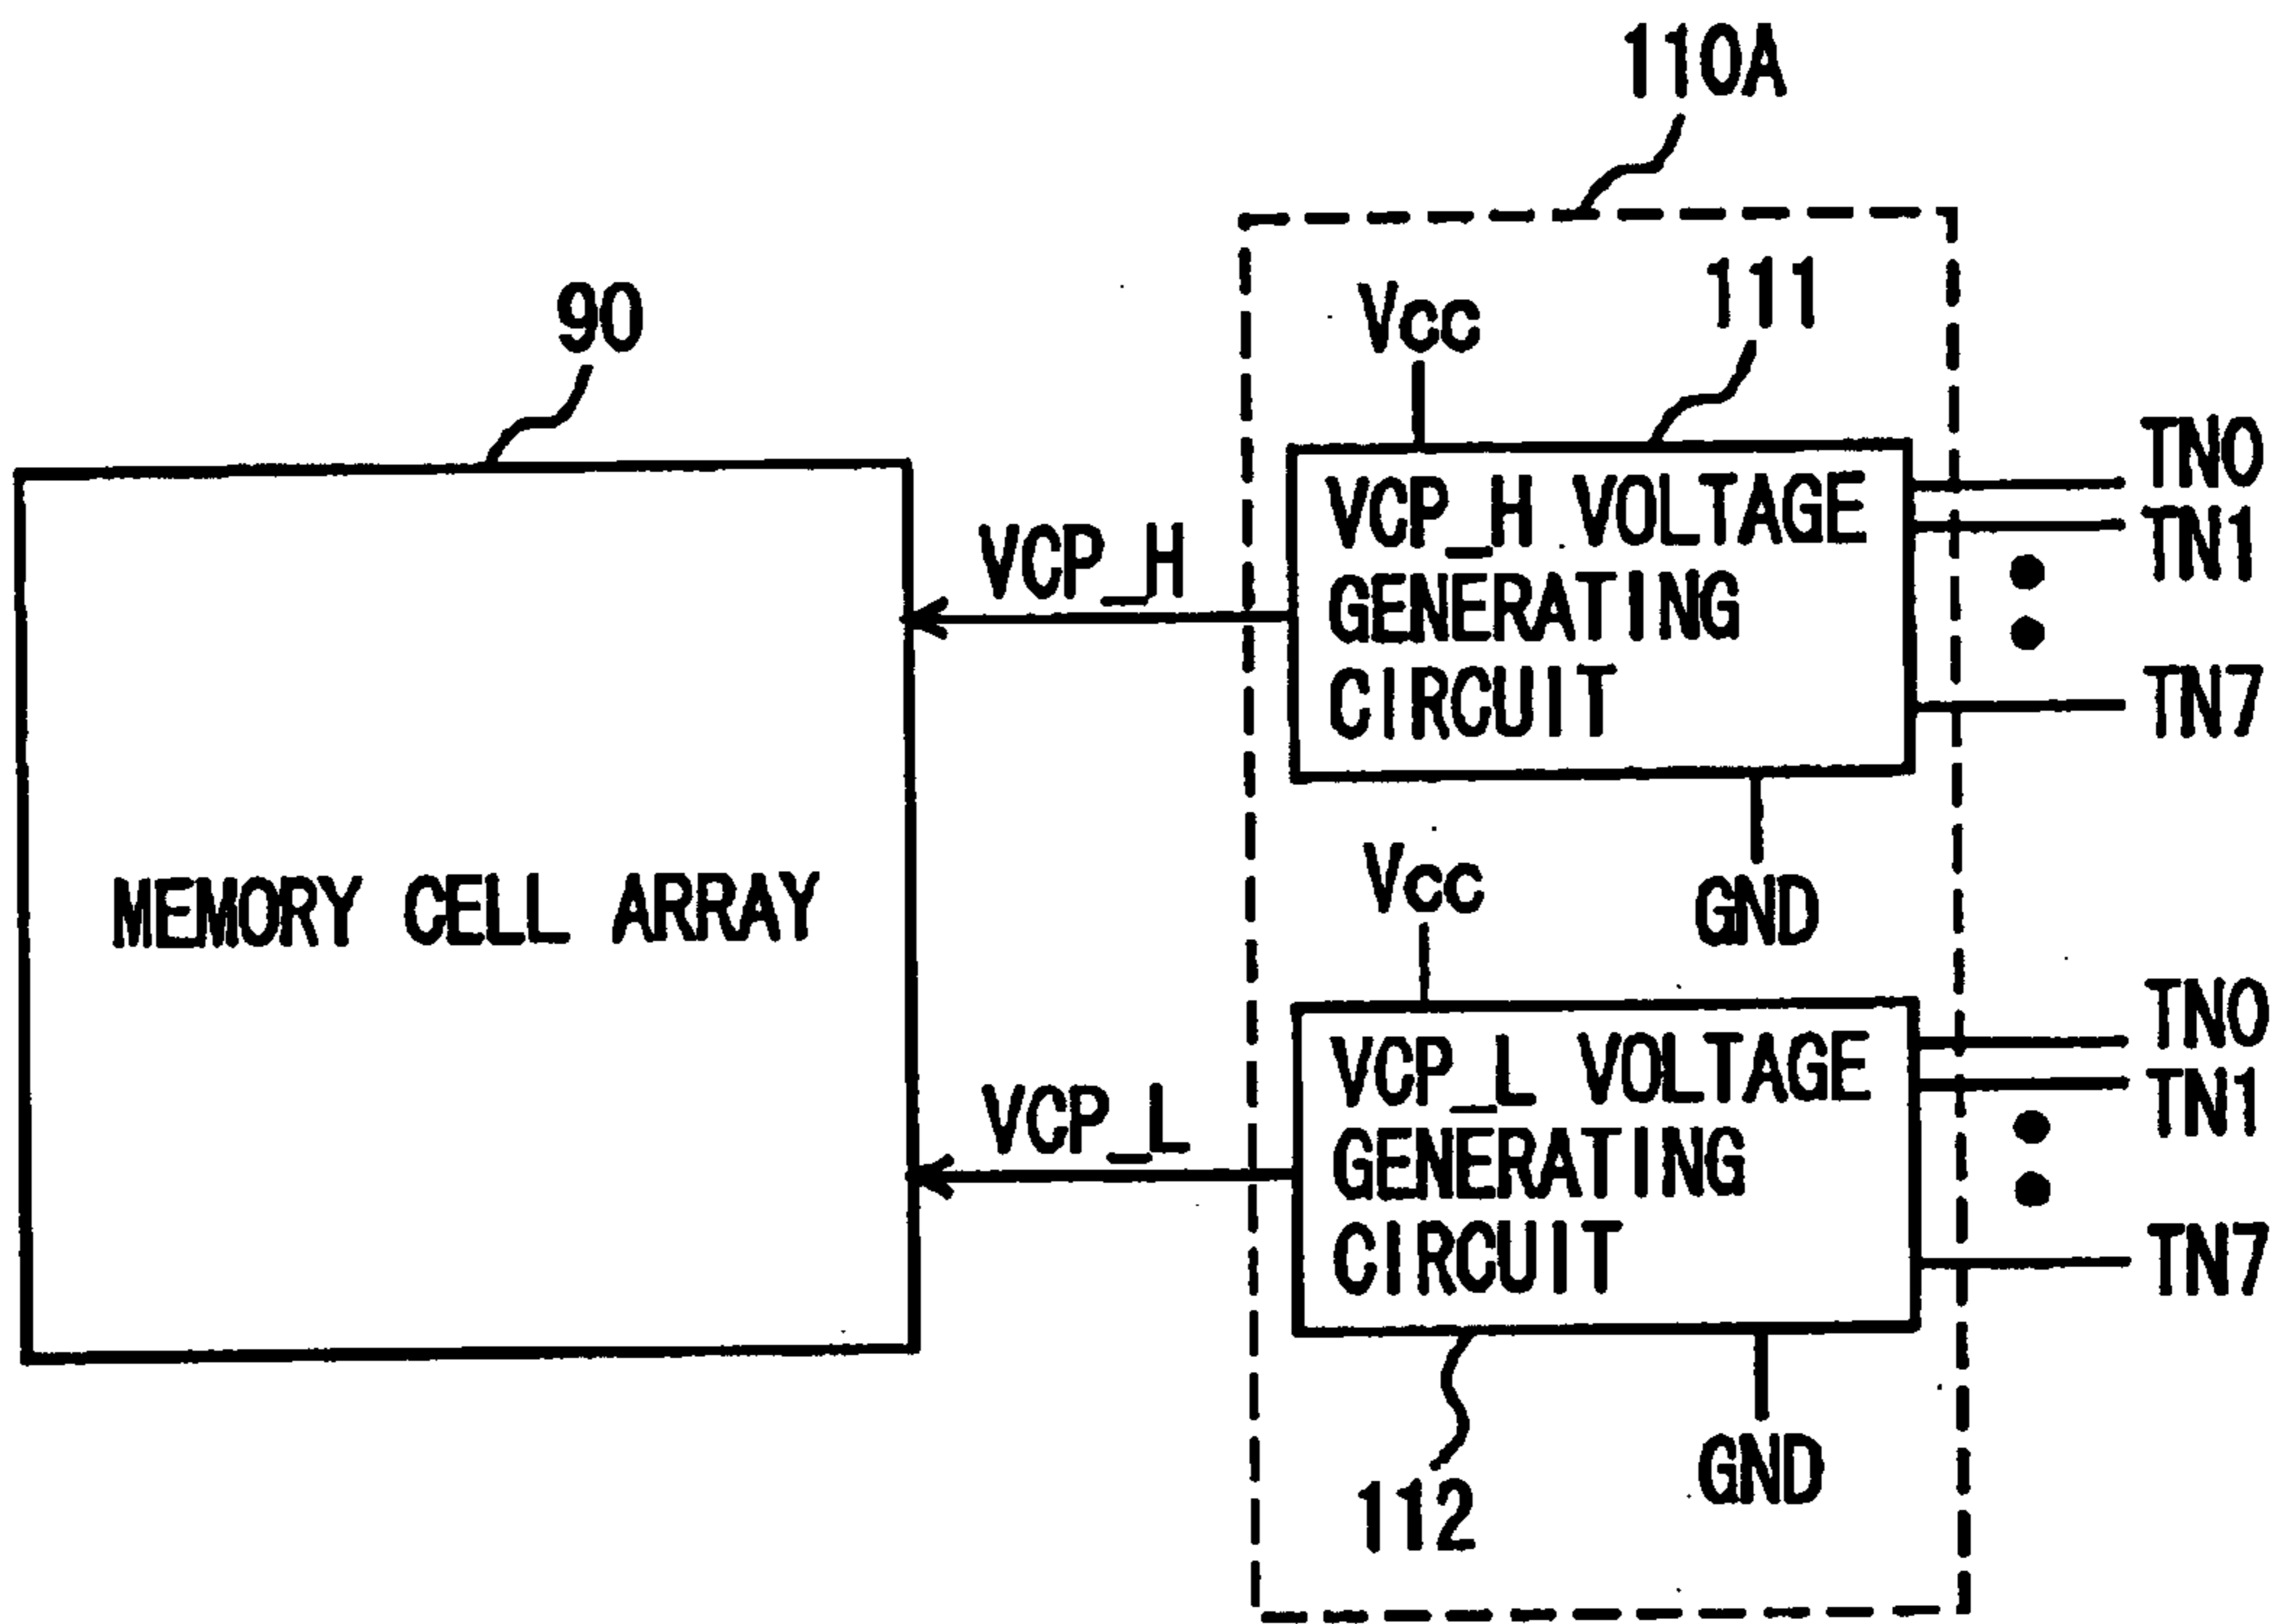 110A
90
Vcc
111
TN0
TN1
TN7
VCP_H
VCP_H VOLTAGE
GENERATING
CIRCUIT
GND
MEMORY CELL ARRAY
Vcc
TN0
TN1
TN7
VCP_L
VCP_L VOLTAGE
GENERATING
CIRCUIT
GND
112